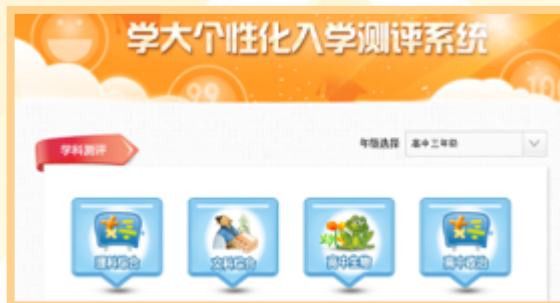 学大个性化入学测评系统
99
100
学科测评
年级选择 高中三年级
理科综合 文科综合 高中生物 高中政治